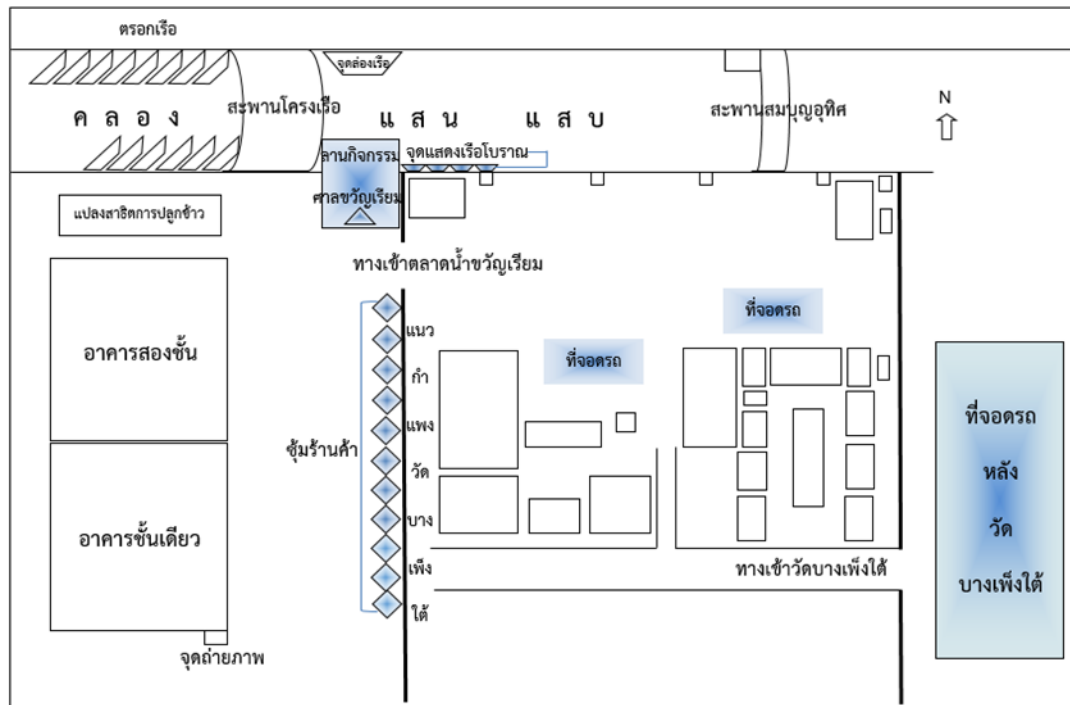 ตรอกเรือ
จุดล่องเรือ
สะพานโครงเรือ
สะพานสมบุญอุทิศ
N
คลอง
แสน
แสบ
ลานกิจกรรม
จุดแสดงเรือโบราณ
ศาลขวัญเรียม
แปลงสาธิตการปลูกข้าว
ทางเข้าตลาดน้ำขวัญเรียม
ที่จอดรถ
ที่จอดรถ
อาคารสองชั้น
อาคารชั้นเดียว
จุดถ่ายภาพ
ซุ้มร้านค้า
แนว
กำ
แพง
วัด
บาง
เพ็ง
ใต้
ทางเข้าวัดบางเพ็งใต้
ที่จอดรถ
หลัง
วัด
บางเพ็งใต้